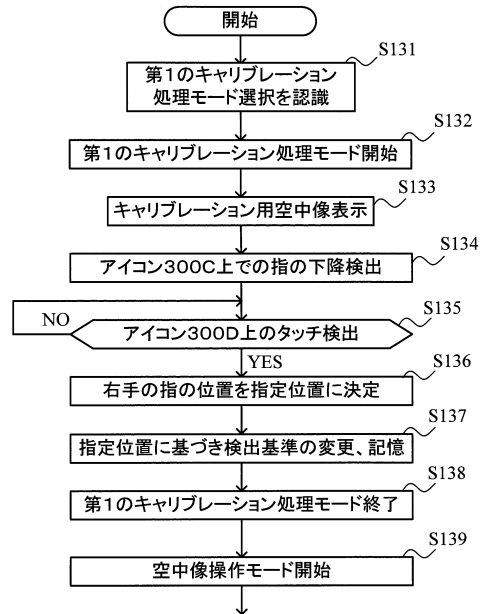 開始
S131
第1のキャリブレーション
処理モード選択を認識
S132
第1のキャリブレーション処理モード開始
S133
キャリブレーション用空中像表示
S134
アイコン300C上での指の下降検出
S135
NO
アイコン300D上のタッチ検出
YES
S136
右手の指の位置を指定位置に決定
S137
指定位置に基づき検出基準の変更、記憶
S138
第1のキャリブレーション処理モード終了
S139
空中像操作モード開始